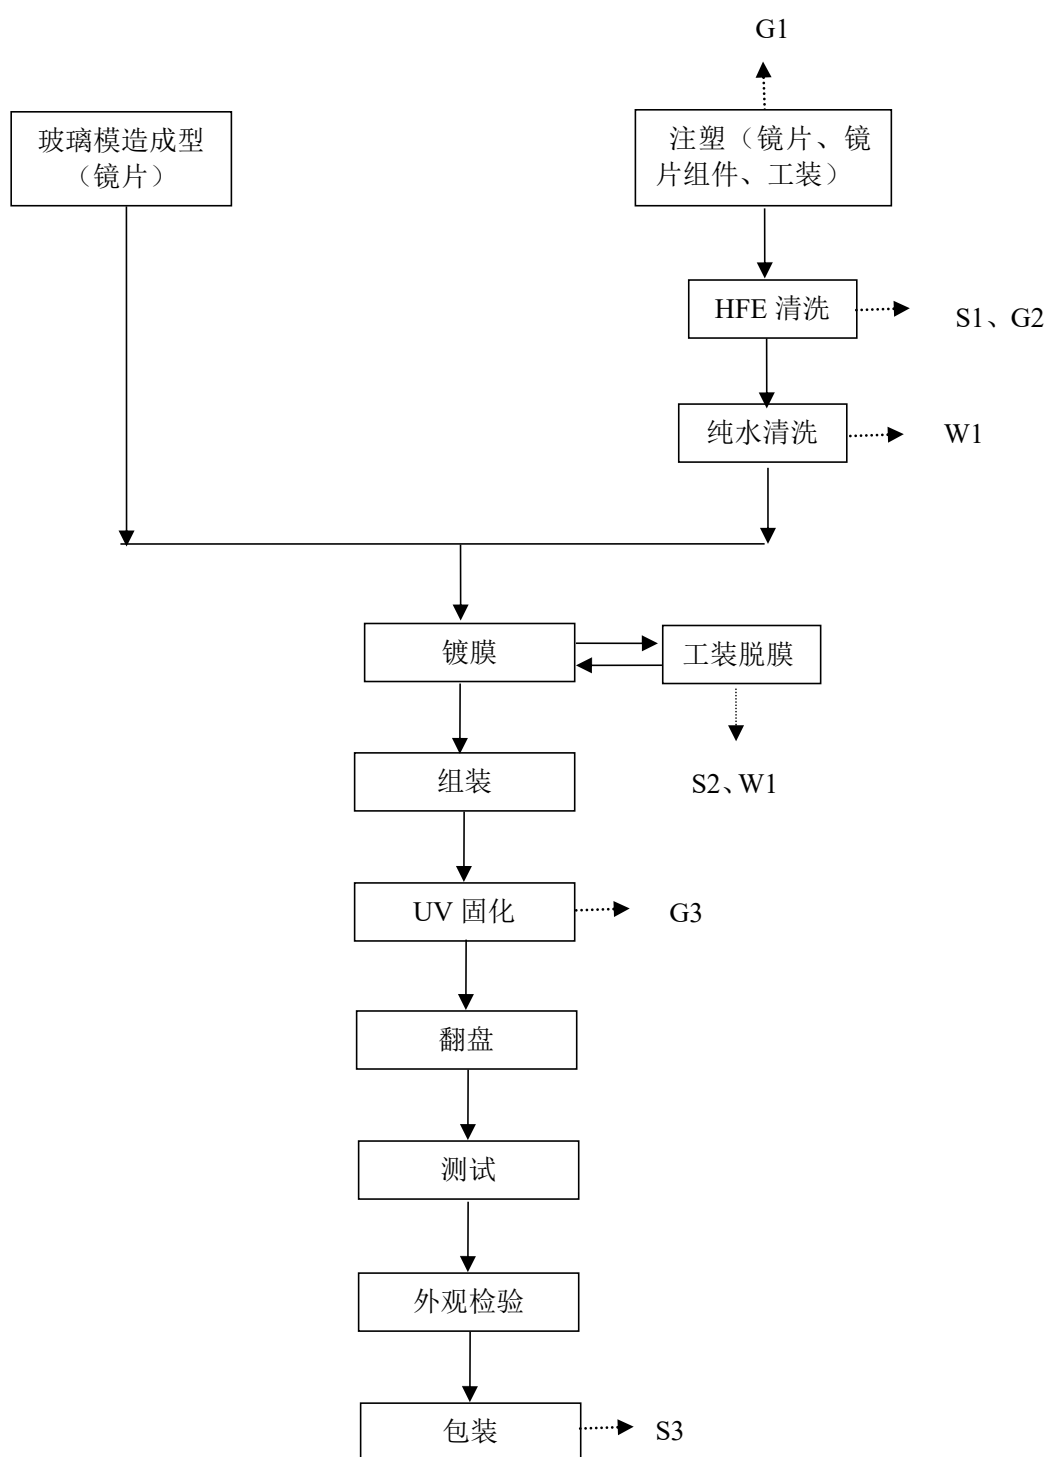 G1
玻璃模造成型
（镜片）
注塑（镜片、镜
片组件、工装）
HFE 清洗
S1、G2
纯水清洗
W1
镀膜
工装脱膜
组装
S2、W1
UV 固化
G3
翻盘
测试
外观检验
包装
S3